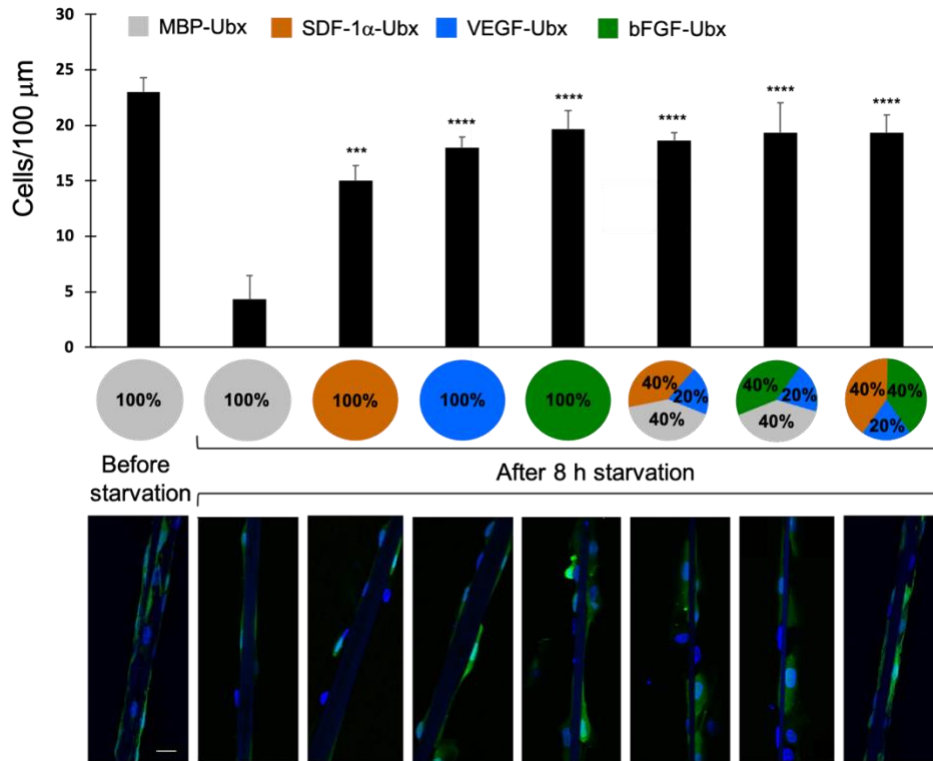 MBP-Ubx SDF-1α-Ubx VEGF-Ubx bFGF-Ubx
Cells/100 μm
30
25
20
15
10
5
0
*** **** **** **** **** ****
100% 100% 100% 100% 100% 40% 20% 40% 40% 20% 40% 40% 40% 20%
Before
starvation
After 8 h starvation